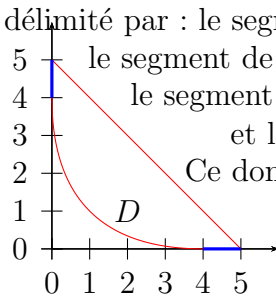 délimité par : le seg
le segment de
le segment
et l
Ce don
5
4
3
2
1
0
D
0 1 2 3 4 5